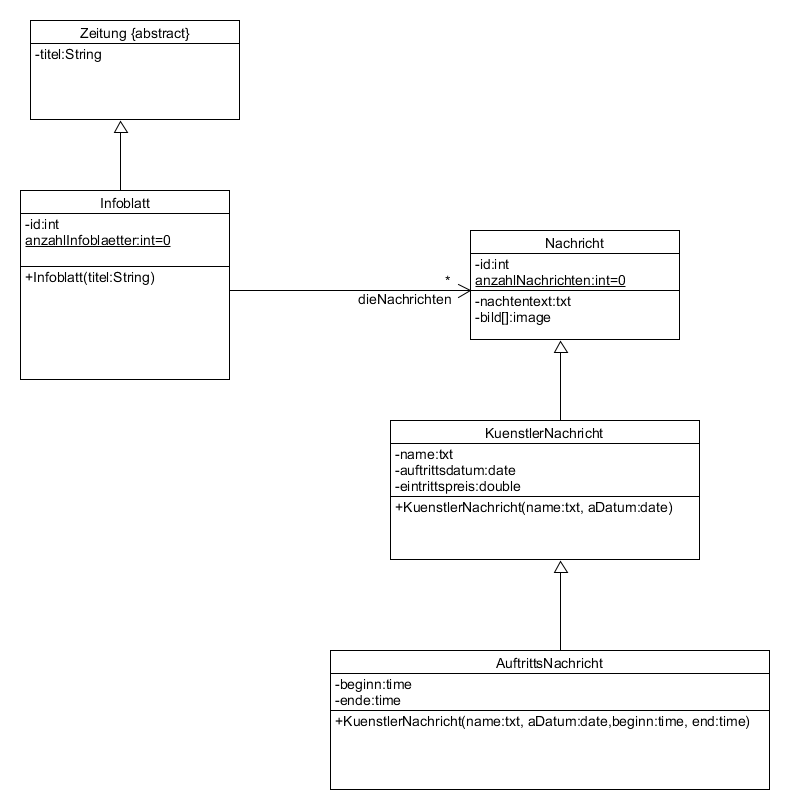 Zeitung {abstract}
-titel:String
Infoblatt
-id:int
anzahlInfoblaetter:int=0
+Infoblatt(titel:String)
*
dieNachrichten
Nachricht
-id:int
anzahlNachrichten:int=0
-nachtentext:txt
-bild[]:image
KuenstlerNachricht
-name:txt
-auftrittsdatum:date
-eintrittspreis:double
+KuenstlerNachricht(name:txt, aDatum:date)
AuftrittsNachricht
-beginn:time
-ende:time
+KuenstlerNachricht(name:txt, aDatum:date,beginn:time, end:time)